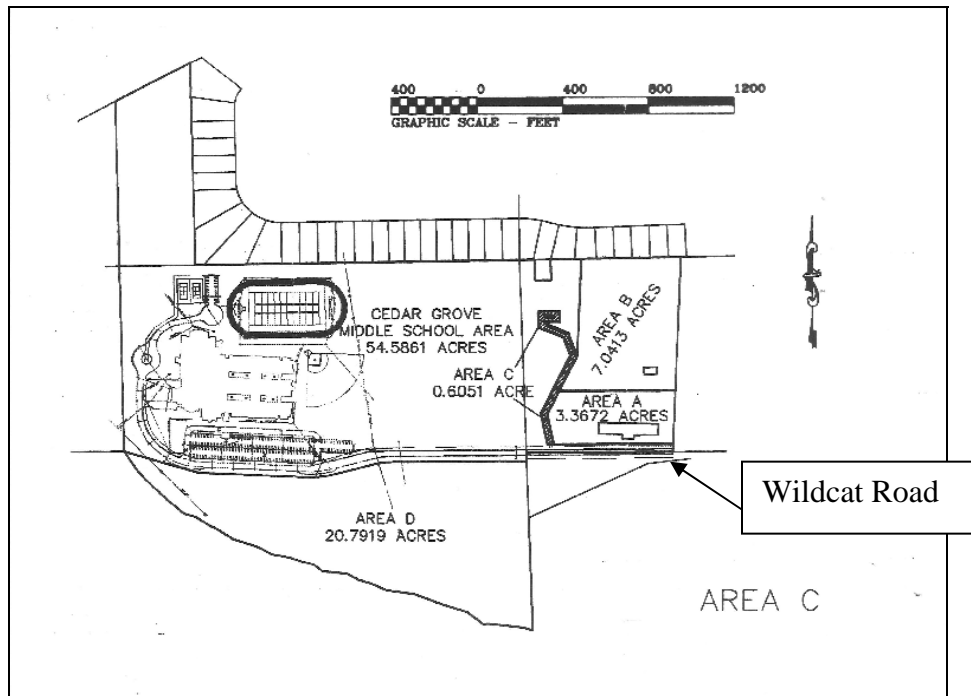 400 0 400 800 1200
GRAPHIC SCALE - FEET
CEDAR GROVE
MIDDLE SCHOOL AREA
54.5861 ACRES
AREA B
7.0413 ACRES
AREA C
0.6051 ACRE
AREA A
3.3672 ACRES
Wildcat Road
AREA D
20.7919 ACRES
AREA C